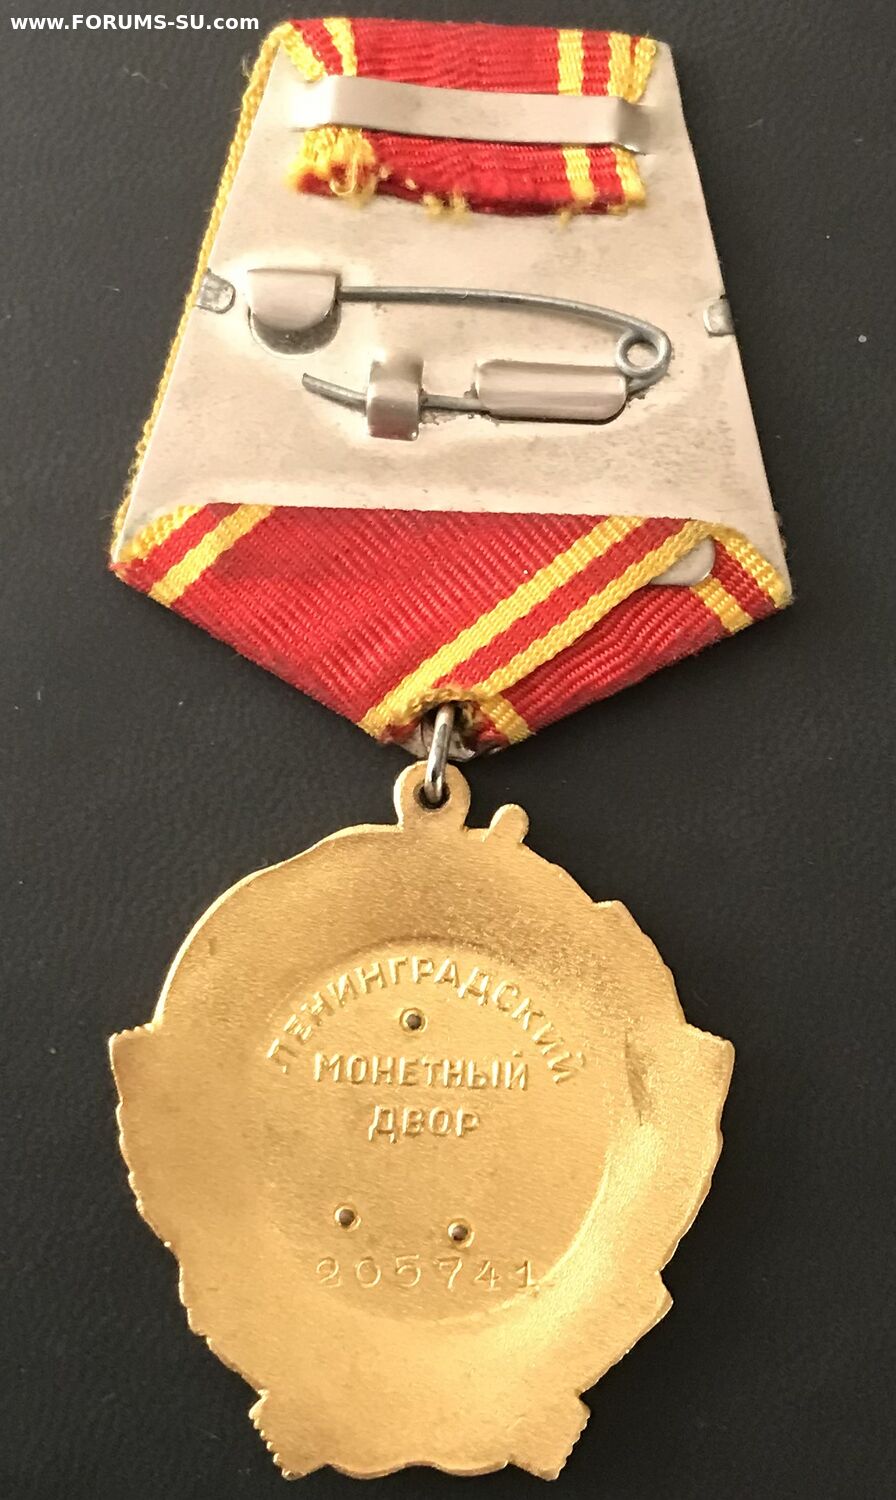 www.FORUMS-SU.com
ЛЕНИНГРАДСКИЙ
МОНЕТНЫЙ
ДВОР
205741